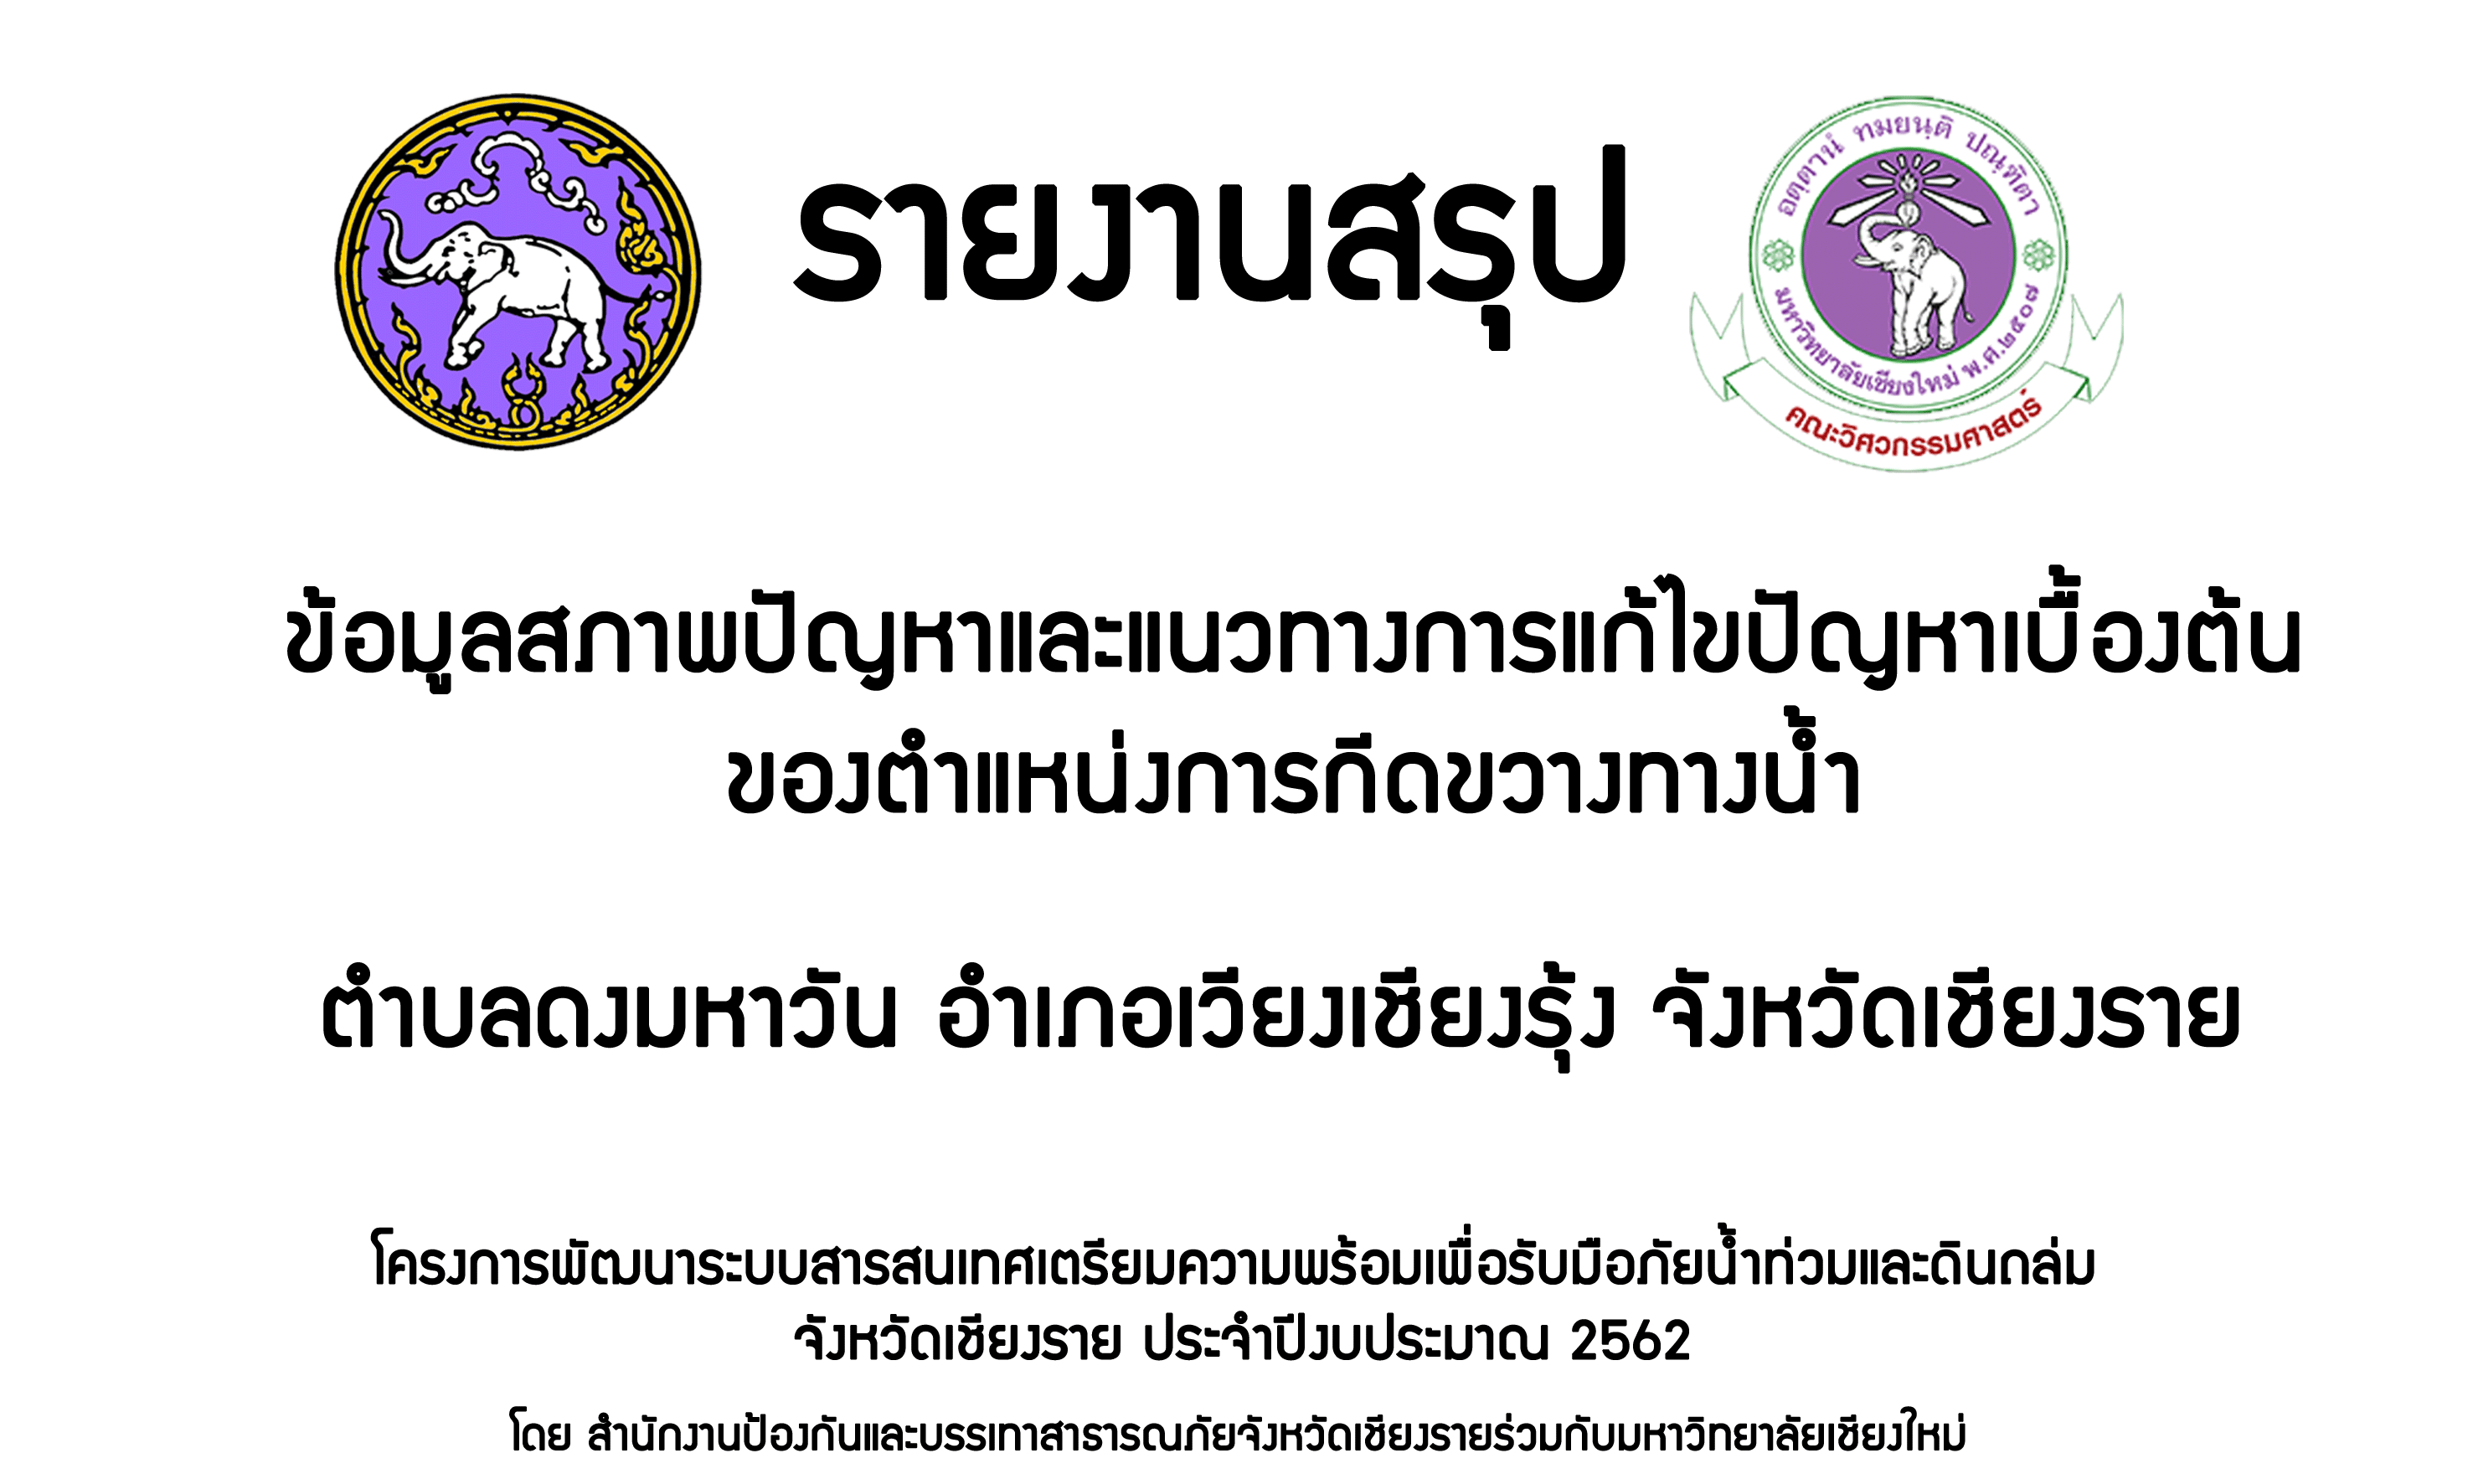 รายงานสรุป
อตฺตานํ ทมยนฺติ ปณฺฑิตา
มหาวิทยาลัยเชียงใหม่ พ.ศ.๒๕๐๗
คณะวิศวกรรมศาสตร์
ข้อมูลสภาพปัญหาและแนวทางการแก้ไขปัญหาเบื้องต้น
ของตำแหน่งการกีดขวางทางน้ำ
ตำบลดงมหาวัน อำเภอเวียงเชียงรุ้ง จังหวัดเชียงราย
โครงการพัฒนาระบบสารสนเทศเตรียมความพร้อมเพื่อรับมือภัยน้ำท่วมและดินถล่ม
จังหวัดเชียงราย ประจำปีงบประมาณ 2562
โดย สำนักงานป้องกันและบรรเทาสาธารณภัยจังหวัดเชียงรายร่วมกับมหาวิทยาลัยเชียงใหม่